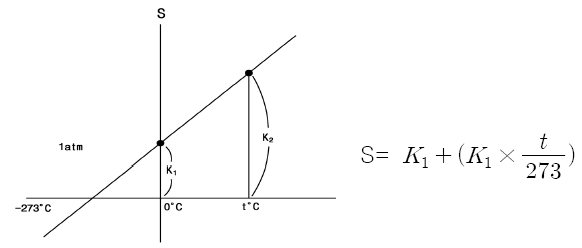 S
1atm
K₁
K₂
-273°C
0°C
t°C
S= K₁ + (K₁ × t/273)